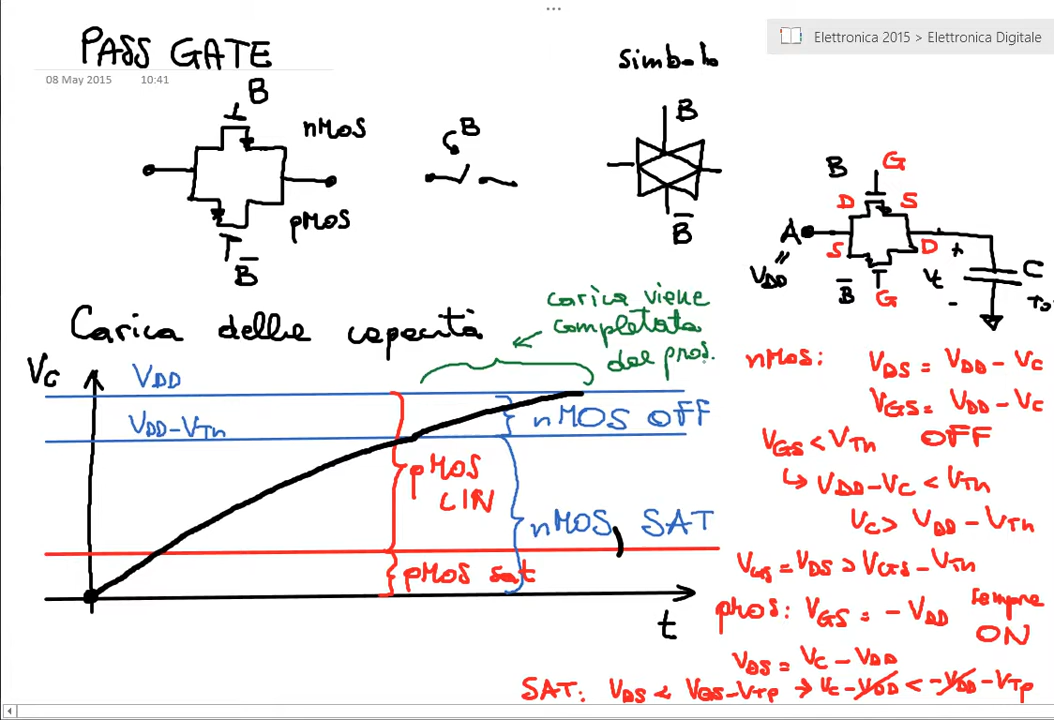 Elettronica 2015 > Elettronica Digitale
PASS GATE
08 May 2015 10:41
simbolo
B
nMOS
pMOS
B̅
B
B
B̅
B
G
D
S
A
S
D
VDD
B̅
G
+
Vc
-
C
Carica delle capacità
carica viene
completata
dal pMOS.
Vc
VDD
VDD-VTn
nMOS OFF
pMOS
LIN
nMOS SAT
pMOS sat
t
nMOS: VDS = VDD - VC
VGS = VDD - VC
VGS < VTn OFF
↳ VDD-VC < VTn
VC > VDD - VTn
VGS = VDS > VGS - VTn
pMOS: VGS = - VDD sempre
ON
VDS = VC - VDD
SAT: VDS < VGS-VTp → VC-VDD < -VDD-VTp